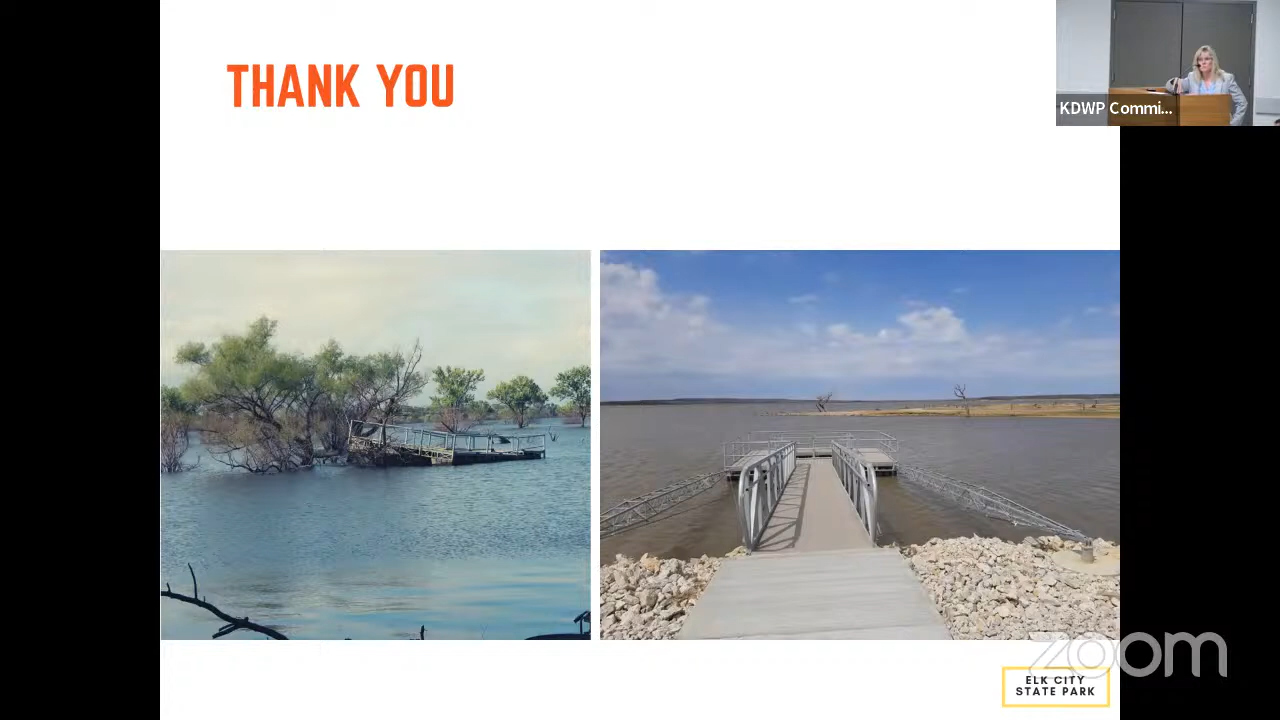 THANK YOU
KDWP Commi...
zoom
ELK CITY
STATE PARK